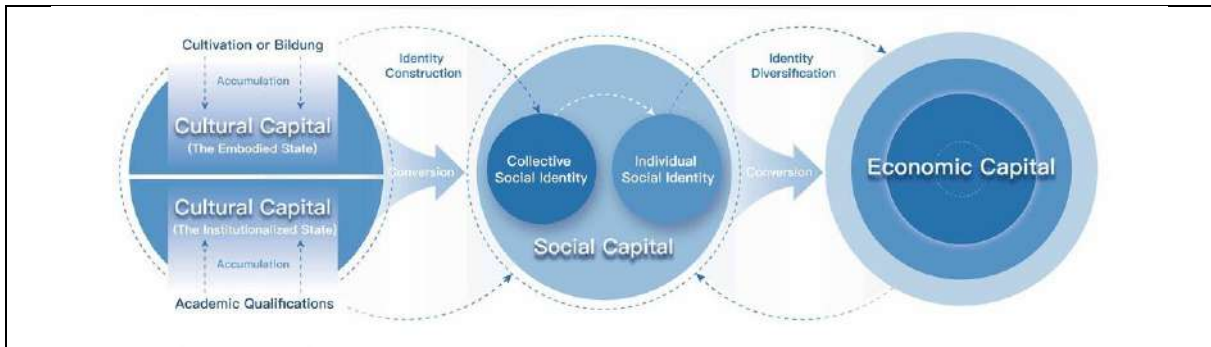 Cultivation or Bildung
Accumulation
Cultural Capital
(The Embodied State)
Cultural Capital
(The Institutionalized State)
Accumulation
Academic Qualifications
Identity
Construction
Conversion
Collective
Social Identity
Individual
Social Identity
Social Capital
Identity
Diversification
Conversion
Economic Capital